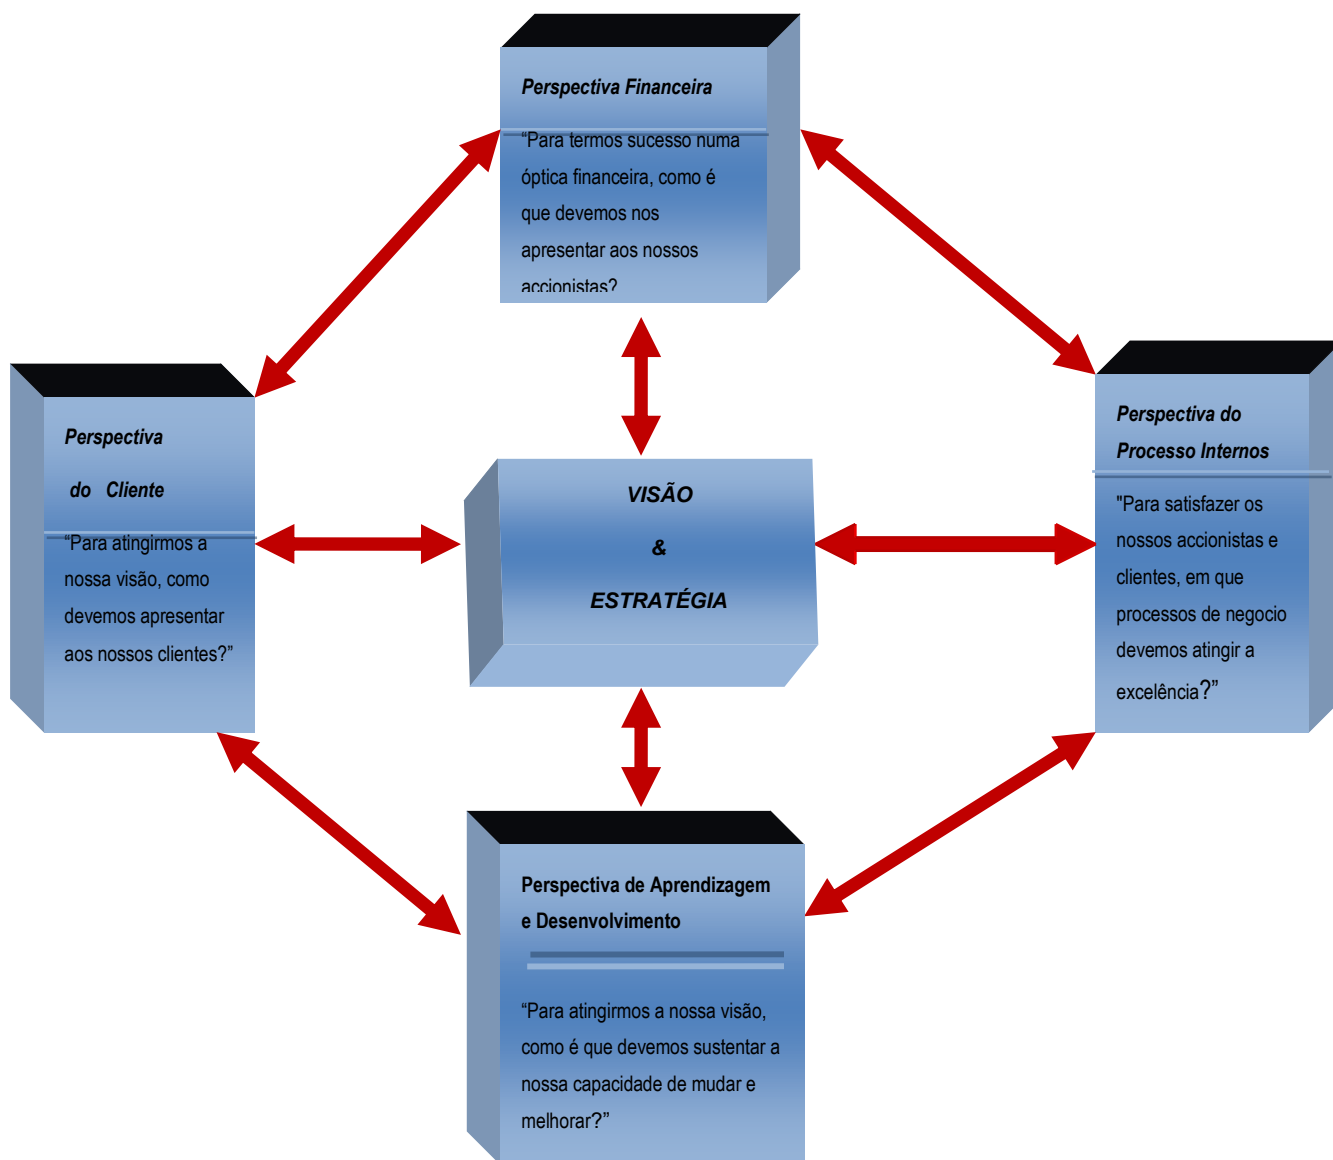 Perspectiva Financeira
“Para termos sucesso numa
óptica financeira, como é
que devemos nos
apresentar aos nossos
accionistas?
Perspectiva
do Cliente
“Para atingirmos a
nossa visão, como
devemos apresentar
aos nossos clientes?”
VISÃO
&
ESTRATÉGIA
Perspectiva do
Processo Internos
"Para satisfazer os
nossos accionistas e
clientes, em que
processos de negocio
devemos atingir a
excelência?”
Perspectiva de Aprendizagem
e Desenvolvimento
“Para atingirmos a nossa visão,
como é que devemos sustentar a
nossa capacidade de mudar e
melhorar?”